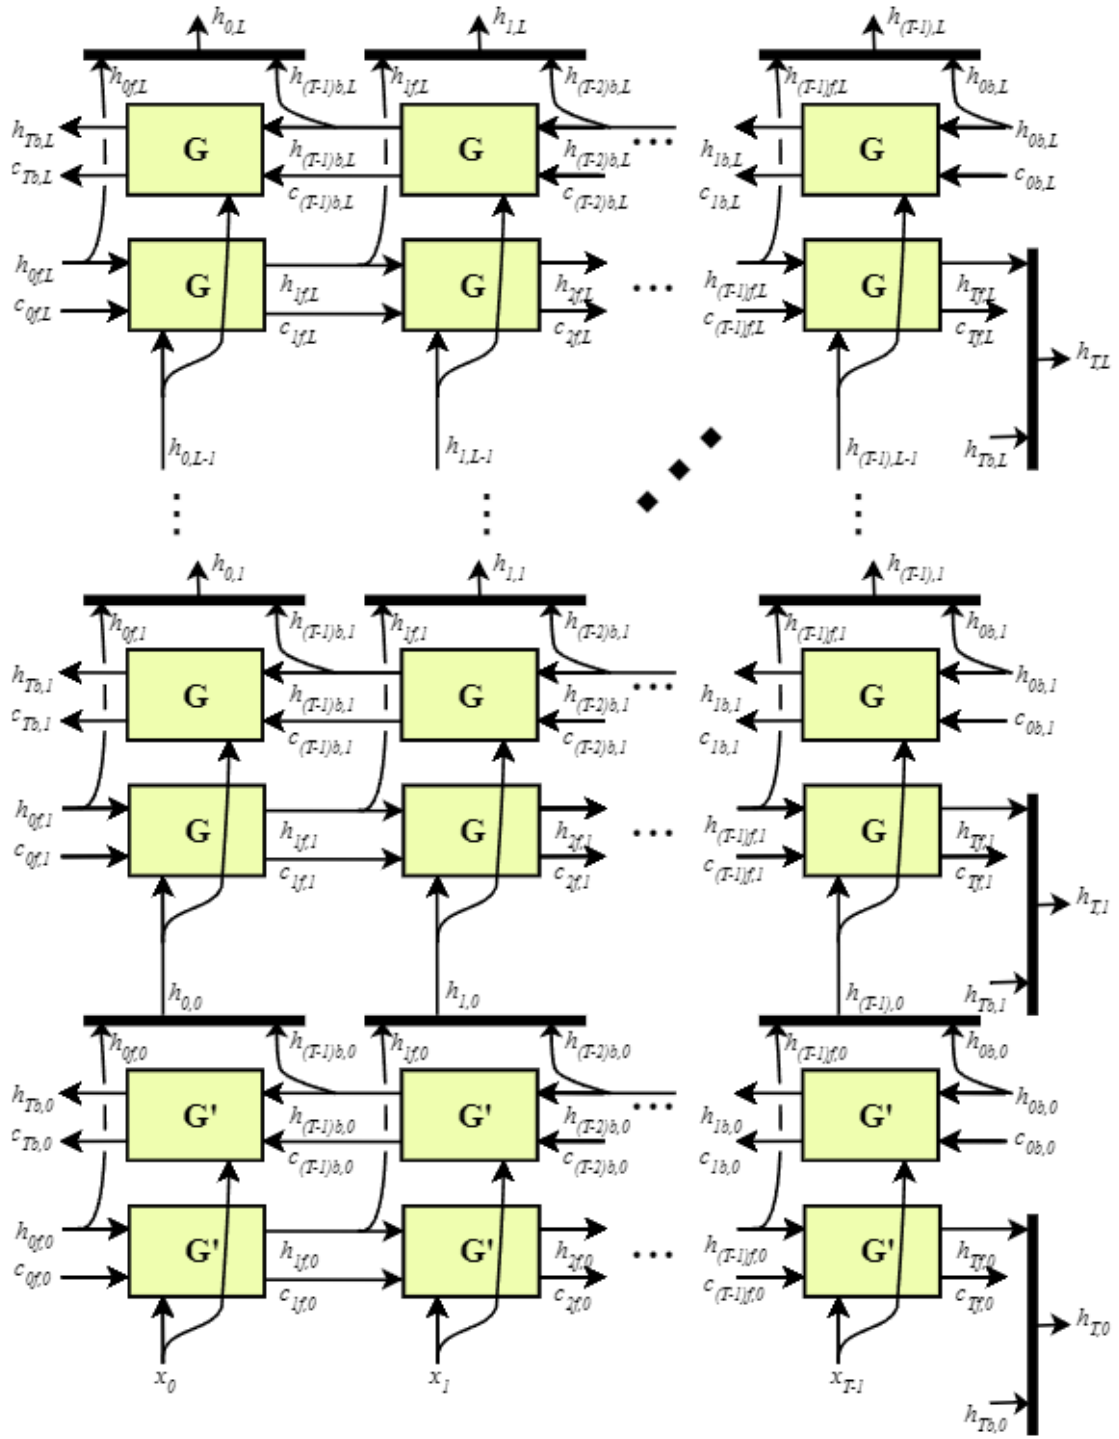 h0,L h1,L h(T-1),L
h0f,L h(T-1)b,L h1f,L h(T-2)b,L h(T-1)f,L h0b,L
hTb,L G h(T-1)b,L G h(T-2)b,L ... h1b,L G h0b,L
cTb,L c(T-1)b,L c(T-2)b,L c1b,L c0b,L
h0f,L G h1f,L G h2f,L ... h(T-1)f,L G hTf,L
c0f,L c1f,L c2f,L c(T-1)f,L cTf,L
hT,L
h0,L-1 h1,L-1 h(T-1),L-1 hTb,L
h0,1 h1,1 h(T-1),1
h0f,1 h(T-1)b,1 h1f,1 h(T-2)b,1 h(T-1)f,1 h0b,1
hTb,1 G h(T-1)b,1 G h(T-2)b,1 ... h1b,1 G h0b,1
cTb,1 c(T-1)b,1 c(T-2)b,1 c1b,1 c0b,1
h0f,1 G h1f,1 G h2f,1 ... h(T-1)f,1 G hTf,1
c0f,1 c1f,1 c2f,1 c(T-1)f,1 cTf,1
hT,1
h0,0 h1,0 h(T-1),0 hTb,1
h0f,0 h(T-1)b,0 h1f,0 h(T-2)b,0 h(T-1)f,0 h0b,0
hTb,0 G' h(T-1)b,0 G' h(T-2)b,0 ... h1b,0 G' h0b,0
cTb,0 c(T-1)b,0 c(T-2)b,0 c1b,0 c0b,0
h0f,0 G' h1f,0 G' h2f,0 ... h(T-1)f,0 G' hTf,0
c0f,0 c1f,0 c2f,0 c(T-1)f,0 cTf,0
hT,0
x0 x1 xT-1
hTb,0